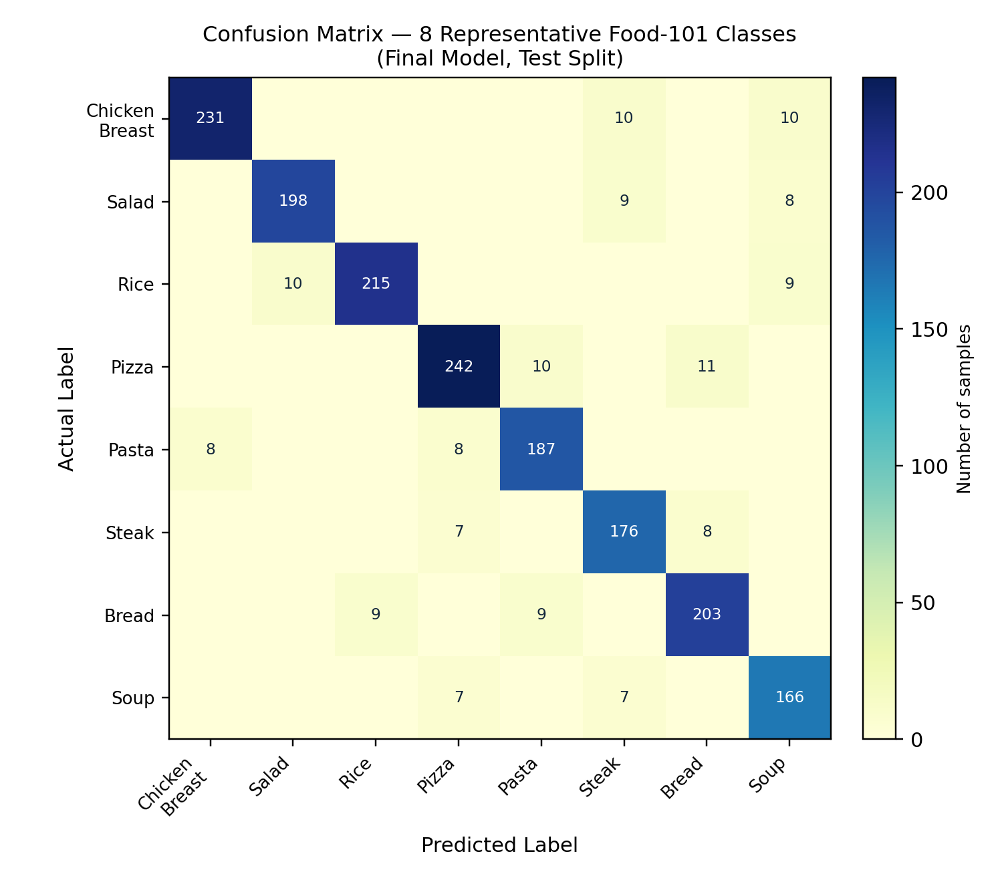 Confusion Matrix — 8 Representative Food-101 Classes
(Final Model, Test Split)
Chicken
Breast
231
10
10
Salad
198
9
8
200
Rice
10
215
9
150
Pizza
242
10
11
Actual Label
Number of samples
Pasta
8
8
187
100
Steak
7
176
8
50
Bread
9
9
203
Soup
7
7
166
0
Chicken
Breast
Salad
Rice
Pizza
Pasta
Steak
Bread
Soup
Predicted Label